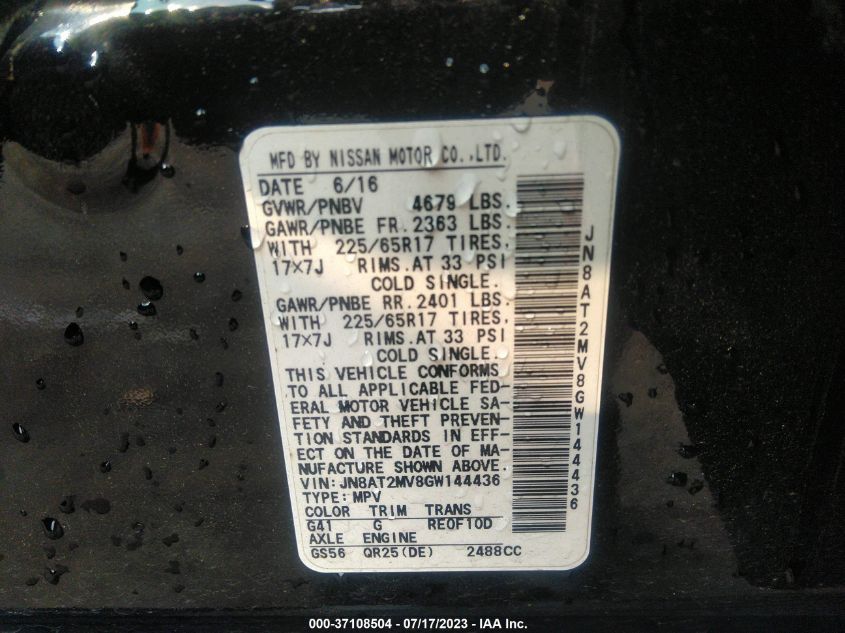 MFD BY NISSAN MOTOR CO.,LTD.
DATE 6/16
GVWR/PNBV 4679 LBS.
GAWR/PNBE FR. 2363 LBS.
WITH 225/65R17 TIRES.
17×7J RIMS.AT 33 PSI
COLD SINGLE.
GAWR/PNBE RR. 2401 LBS.
WITH 225/65R17 TIRES.
17×7J RIMS.AT 33 PSI
COLD SINGLE.
THIS VEHICLE CONFORMS
TO ALL APPLICABLE FED-
ERAL MOTOR VEHICLE SA-
FETY AND THEFT PREVEN-
TION STANDARDS IN EFF-
ECT ON THE DATE OF MA-
NUFACTURE SHOWN ABOVE.
VIN:JN8AT2MV8GW144436
TYPE:MPV
COLOR TRIM TRANS
G41 G RE0F10D
AXLE ENGINE
GS56 QR25(DE) 2488CC
JN8AT2MV8GW144436
000-37108504 - 07/17/2023 - IAA Inc.